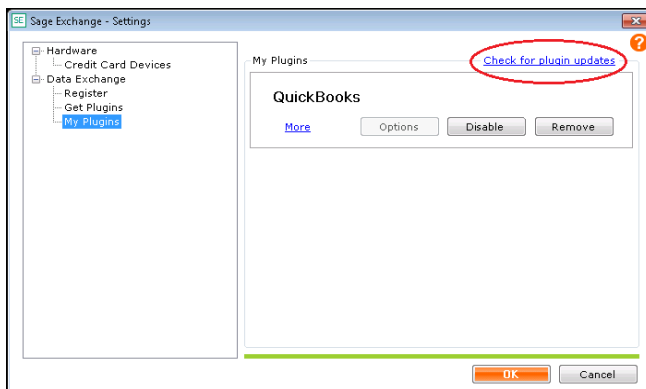 SE Sage Exchange - Settings
Hardware
Credit Card Devices
Data Exchange
Register
Get Plugins
My Plugins
?
My Plugins Check for plugin updates
QuickBooks
More Options Disable Remove
OK Cancel